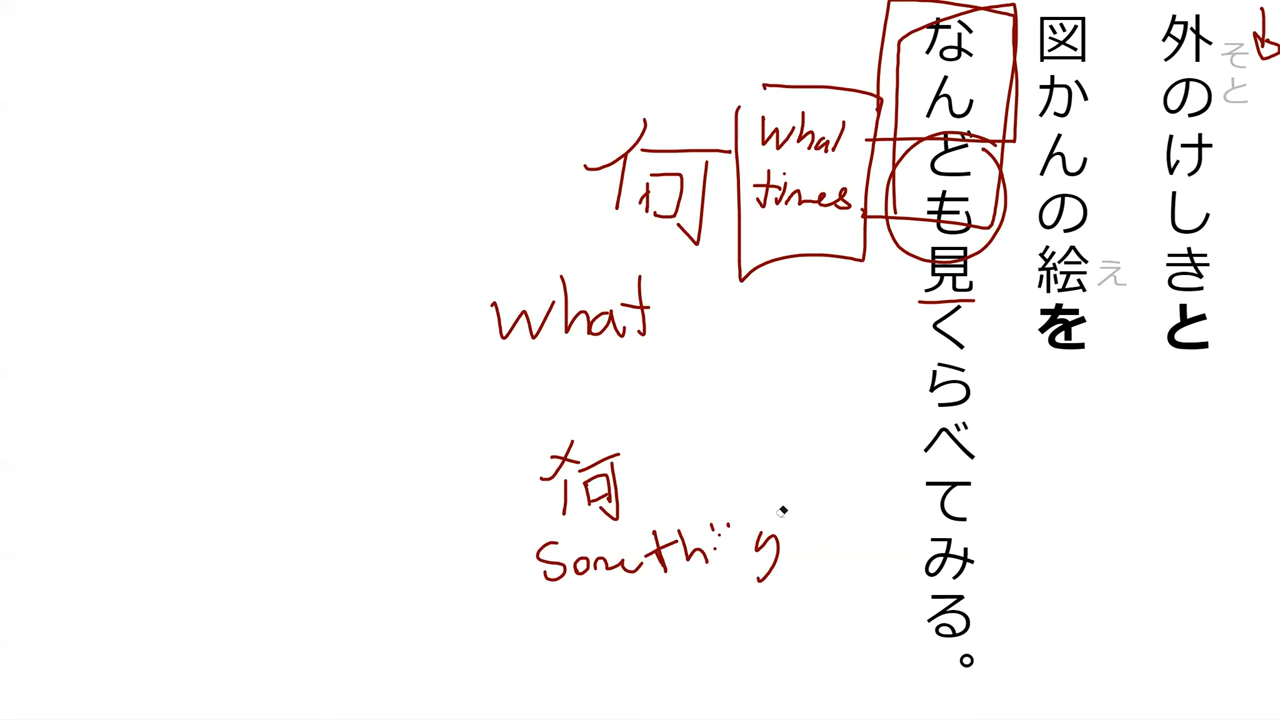 外のけしきと
そと
図かんの絵を
え
なんども見くらべてみる。
what
times
何
what
何